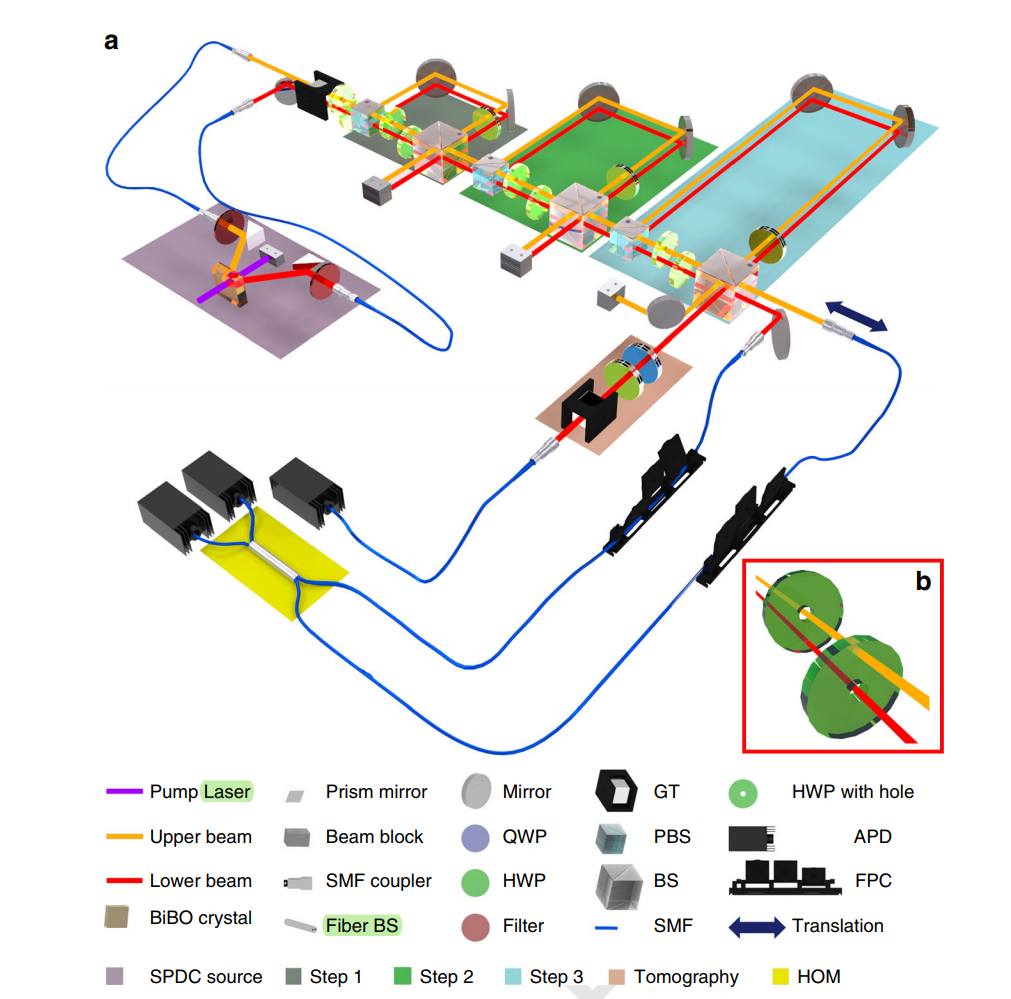 a
b
Pump Laser Prism mirror Mirror GT HWP with hole
Upper beam Beam block QWP PBS APD
Lower beam SMF coupler HWP BS FPC
BiBO crystal Fiber BS Filter SMF Translation
SPDC source Step 1 Step 2 Step 3 Tomography HOM